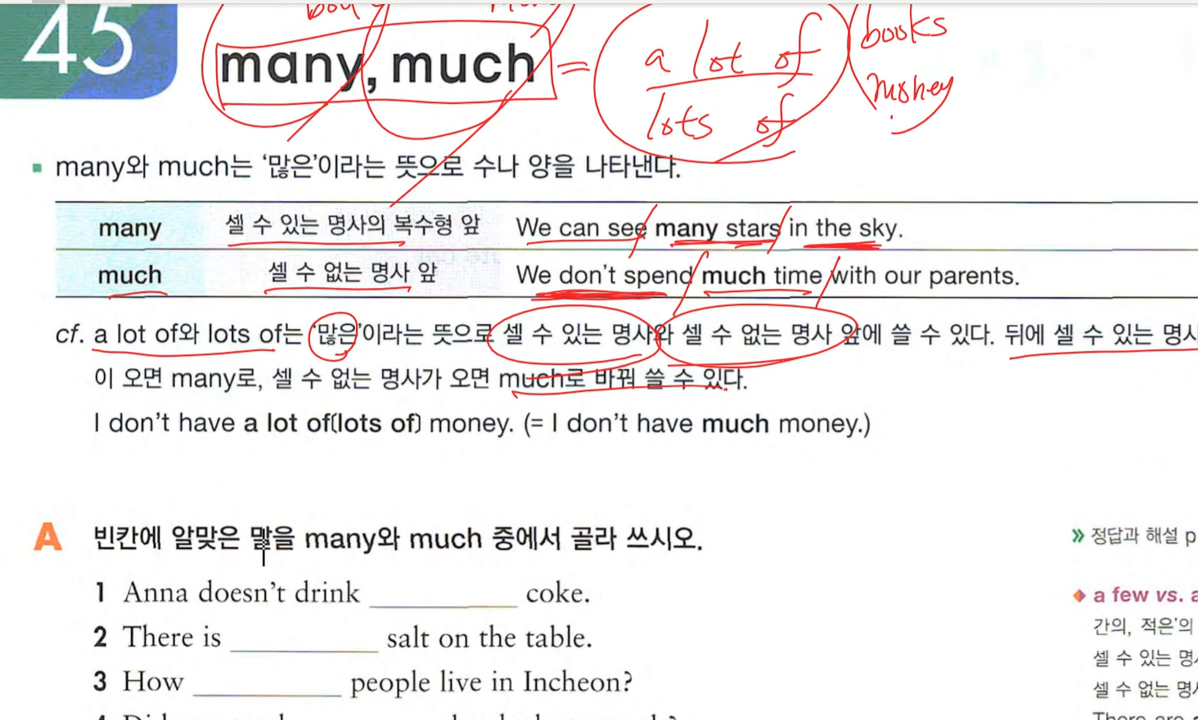 45
many, much = a lot of
lots of
books
money
many와 much는 ‘많은’이라는 뜻으로 수나 양을 나타낸다.
many 셀 수 있는 명사의 복수형 앞 We can see many stars in the sky.
much 셀 수 없는 명사 앞 We don't spend much time with our parents.
cf. a lot of와 lots of는 ‘많은’이라는 뜻으로 셀 수 있는 명사와 셀 수 없는 명사 앞에 쓸 수 있다. 뒤에 셀 수 있는 명사
이 오면 many로, 셀 수 없는 명사가 오면 much로 바꿔 쓸 수 있다.
I don't have a lot of(lots of) money. (= I don't have much money.)
A 빈칸에 알맞은 말을 many와 much 중에서 골라 쓰시오.
» 정답과 해설 p
1 Anna doesn't drink ________ coke.
2 There is ________ salt on the table.
3 How ________ people live in Incheon?
a few vs. a
간의, 적은’의
셀 수 있는 명사
셀 수 없는 명사